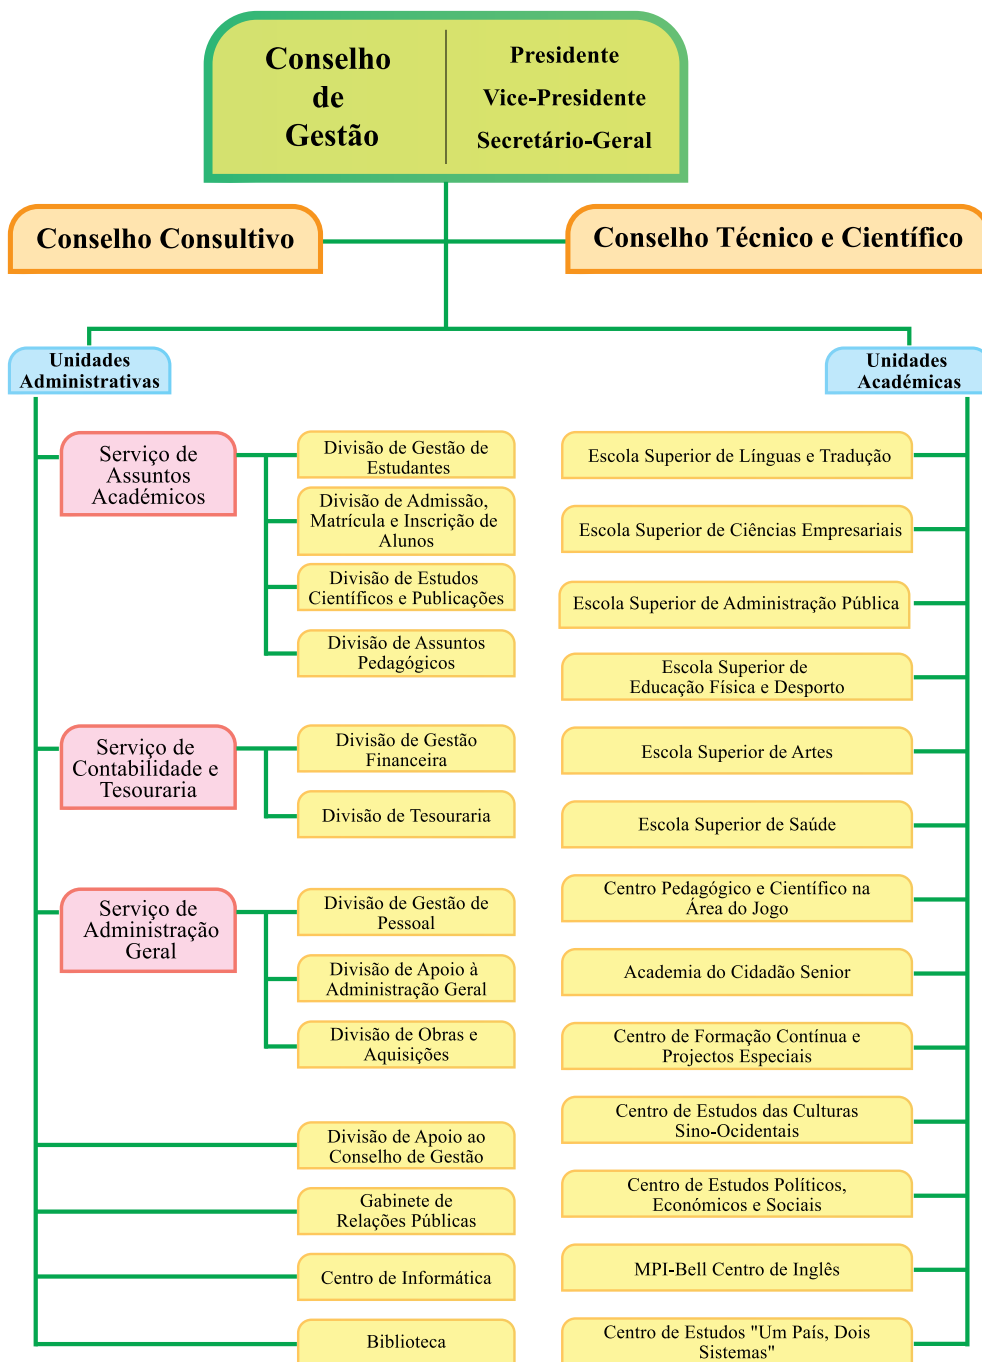 Conselho
de
Gestão
Presidente
Vice-Presidente
Secretário-Geral
Conselho Consultivo
Conselho Técnico e Científico
Unidades
Administrativas
Unidades
Académicas
Serviço de
Assuntos
Académicos
Divisão de Gestão de
Estudantes
Divisão de Admissão,
Matrícula e Inscrição de
Alunos
Divisão de Estudos
Científicos e Publicações
Divisão de Assuntos
Pedagógicos
Serviço de
Contabilidade e
Tesouraria
Divisão de Gestão
Financeira
Divisão de Tesouraria
Serviço de
Administração
Geral
Divisão de Gestão de
Pessoal
Divisão de Apoio à
Administração Geral
Divisão de Obras e
Aquisições
Divisão de Apoio ao
Conselho de Gestão
Gabinete de
Relações Públicas
Centro de Informática
Biblioteca
Escola Superior de Línguas e Tradução
Escola Superior de Ciências Empresariais
Escola Superior de Administração Pública
Escola Superior de
Educação Física e Desporto
Escola Superior de Artes
Escola Superior de Saúde
Centro Pedagógico e Científico na
Área do Jogo
Academia do Cidadão Senior
Centro de Formação Contínua e
Projectos Especiais
Centro de Estudos das Culturas
Sino-Ocidentais
Centro de Estudos Políticos,
Económicos e Sociais
MPI-Bell Centro de Inglês
Centro de Estudos "Um País, Dois
Sistemas"